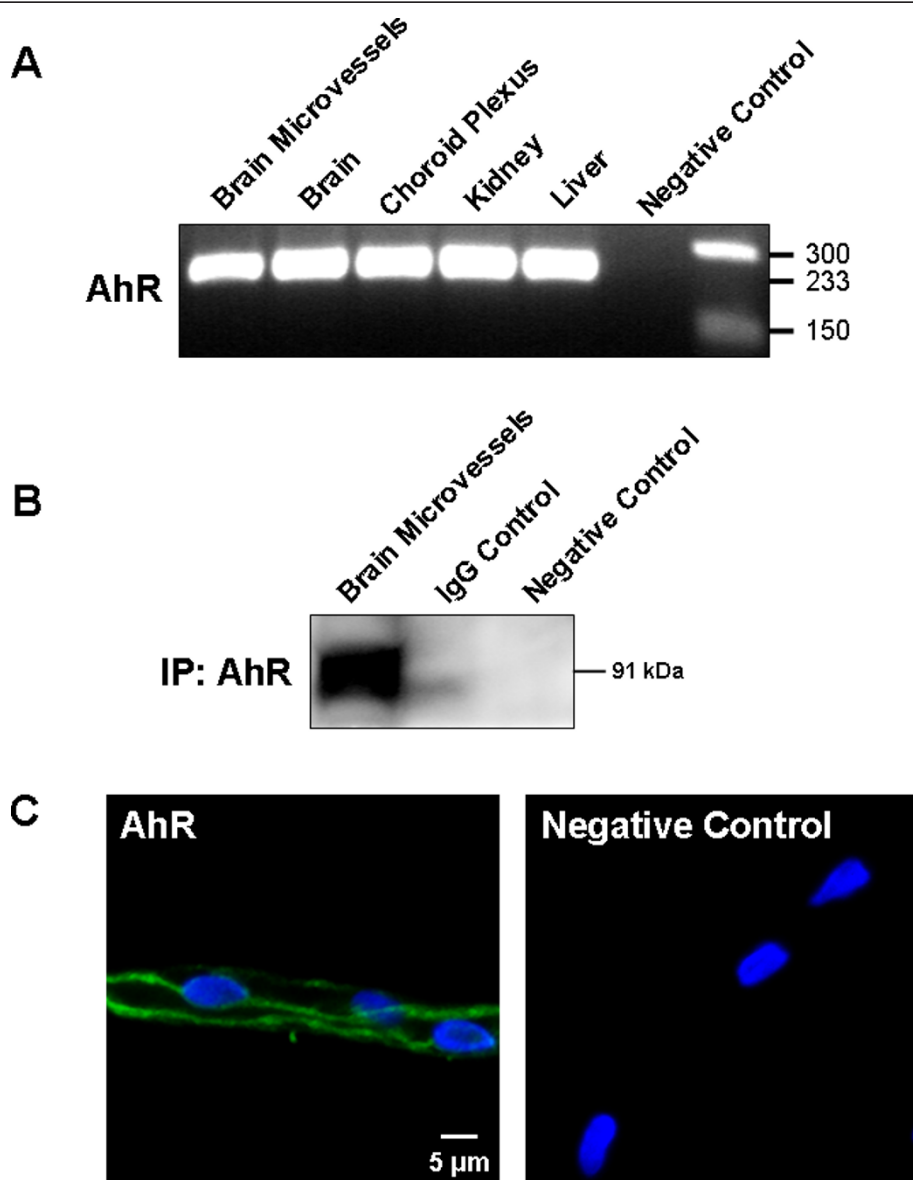 A
Brain Microvessels
Brain
Choroid Plexus
Kidney
Liver
Negative Control
AhR
300
233
150
B
Brain Microvessels
IgG Control
Negative Control
IP: AhR
91 kDa
C
AhR
5 µm
Negative Control